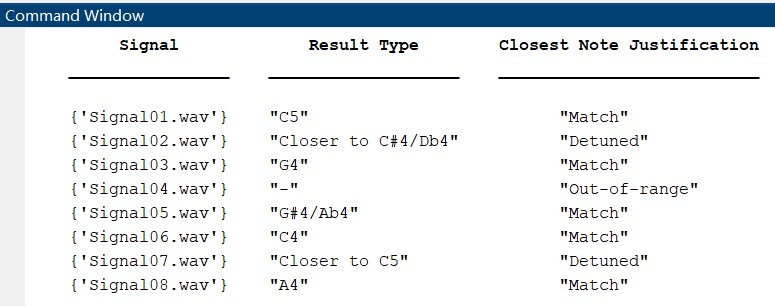 Command Window
Signal Result Type Closest Note Justification
{'Signal01.wav'} "C5" "Match"
{'Signal02.wav'} "Closer to C#4/Db4" "Detuned"
{'Signal03.wav'} "G4" "Match"
{'Signal04.wav'} "-" "Out-of-range"
{'Signal05.wav'} "G#4/Ab4" "Match"
{'Signal06.wav'} "C4" "Match"
{'Signal07.wav'} "Closer to C5" "Detuned"
{'Signal08.wav'} "A4" "Match"